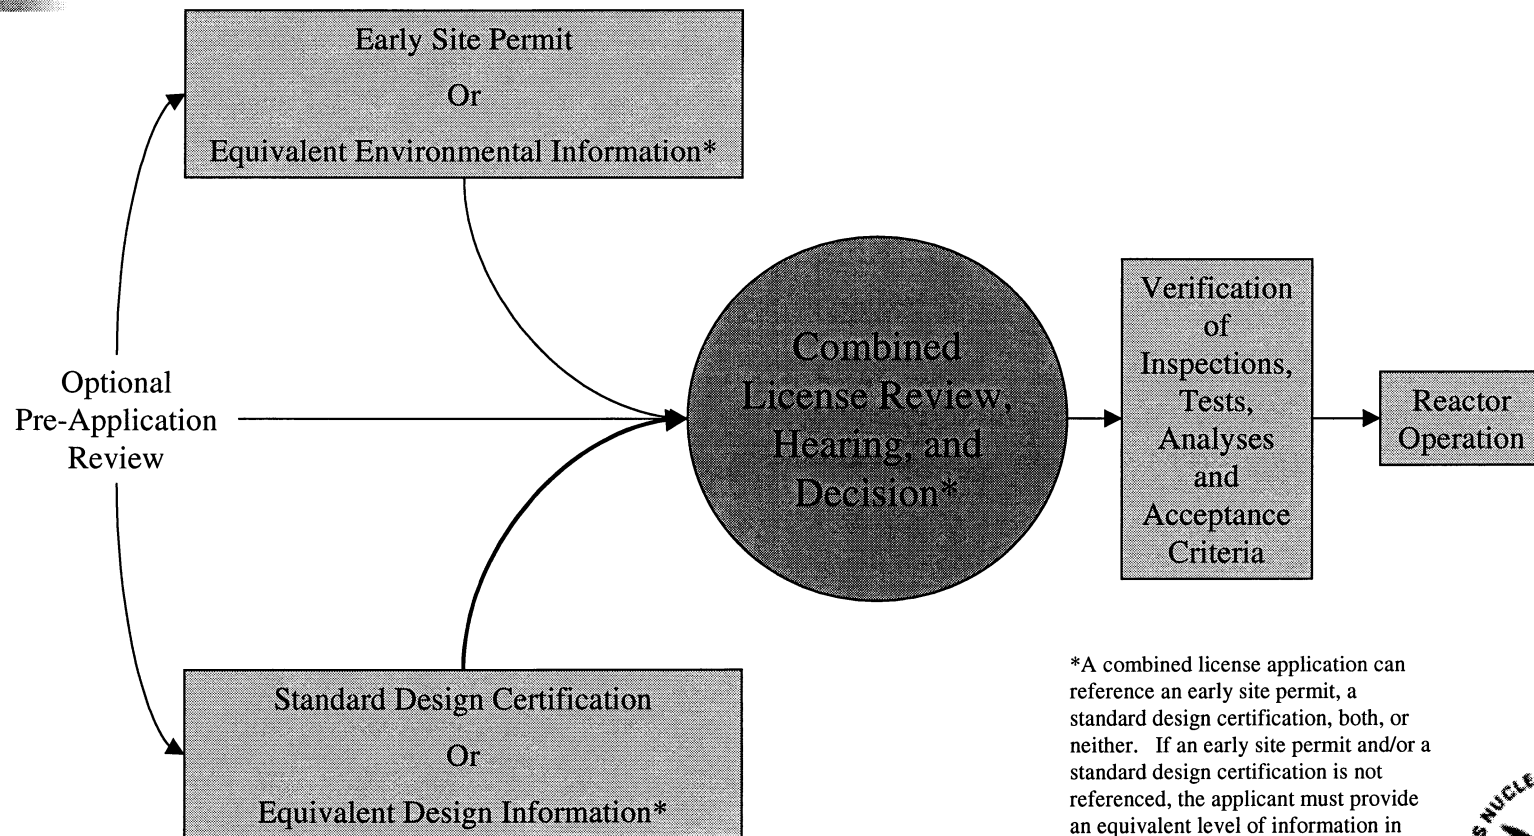 Early Site Permit
Or
Equivalent Environmental Information*
Optional
Pre-Application
Review
Combined
License Review,
Hearing, and
Decision*
Verification
of
Inspections,
Tests,
Analyses
and
Acceptance
Criteria
Reactor
Operation
Standard Design Certification
Or
Equivalent Design Information*
*A combined license application can
reference an early site permit, a
standard design certification, both, or
neither. If an early site permit and/or a
standard design certification is not
referenced, the applicant must provide
an equivalent level of information in